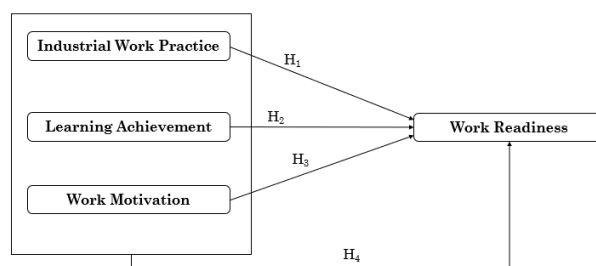 Industrial Work Practice
H₁
Learning Achievement
H₂
Work Readiness
H₃
Work Motivation
H₄